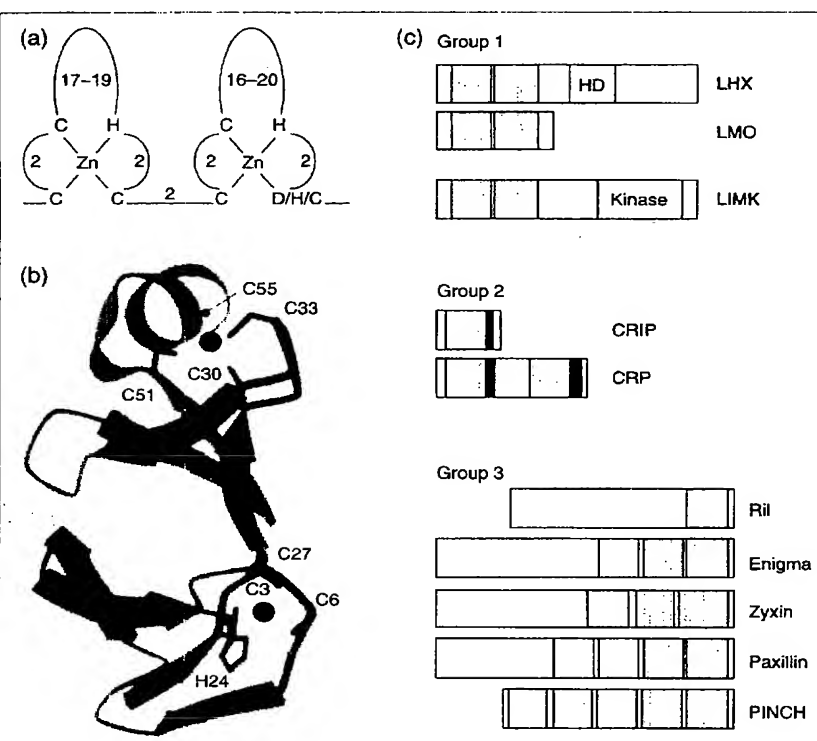 (a)
17–19
16–20
C H C H
2 Zn 2 2 Zn 2
C C 2 C D/H/C
(b)
C55
C33
C30
C51
C27
C3
C6
H24
(c)
Group 1
HD
LHX
LMO
Kinase
LIMK
Group 2
CRIP
CRP
Group 3
Ril
Enigma
Zyxin
Paxillin
PINCH